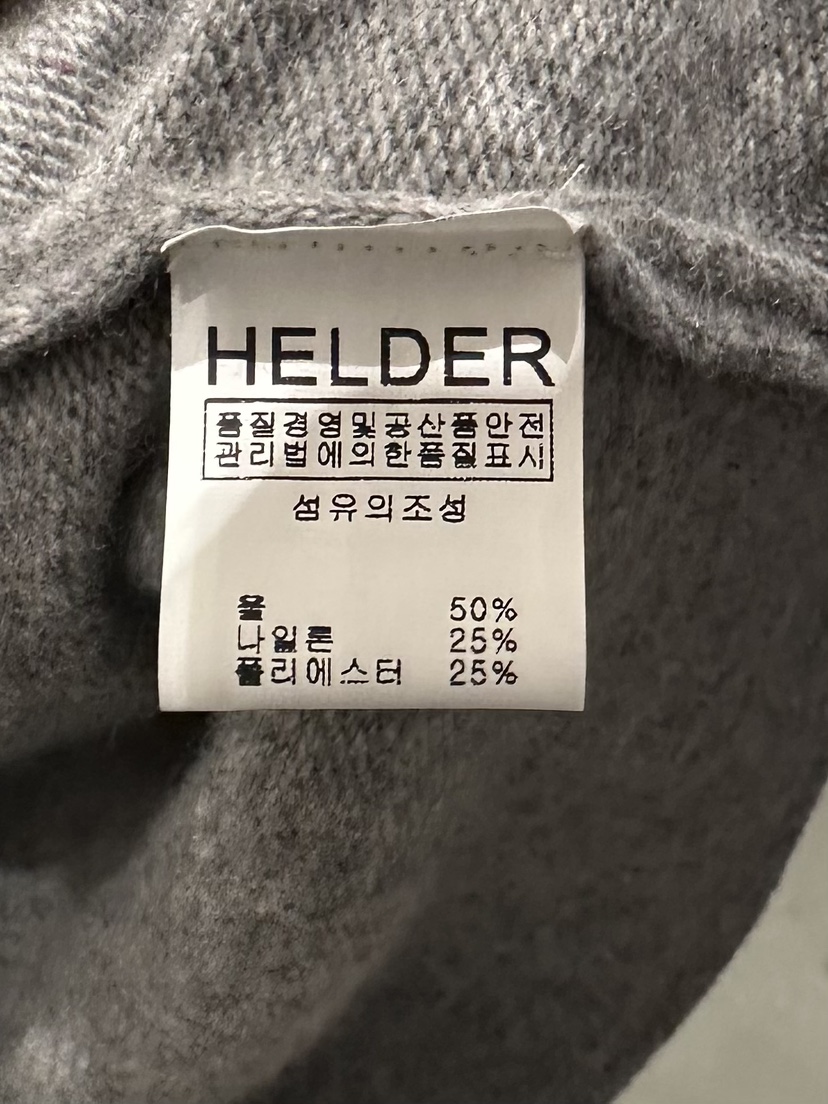 HELDER
품질경영및공산품안전
관리법에의한품질표시
섬유의조성
울 50%
나일론 25%
폴리에스터 25%